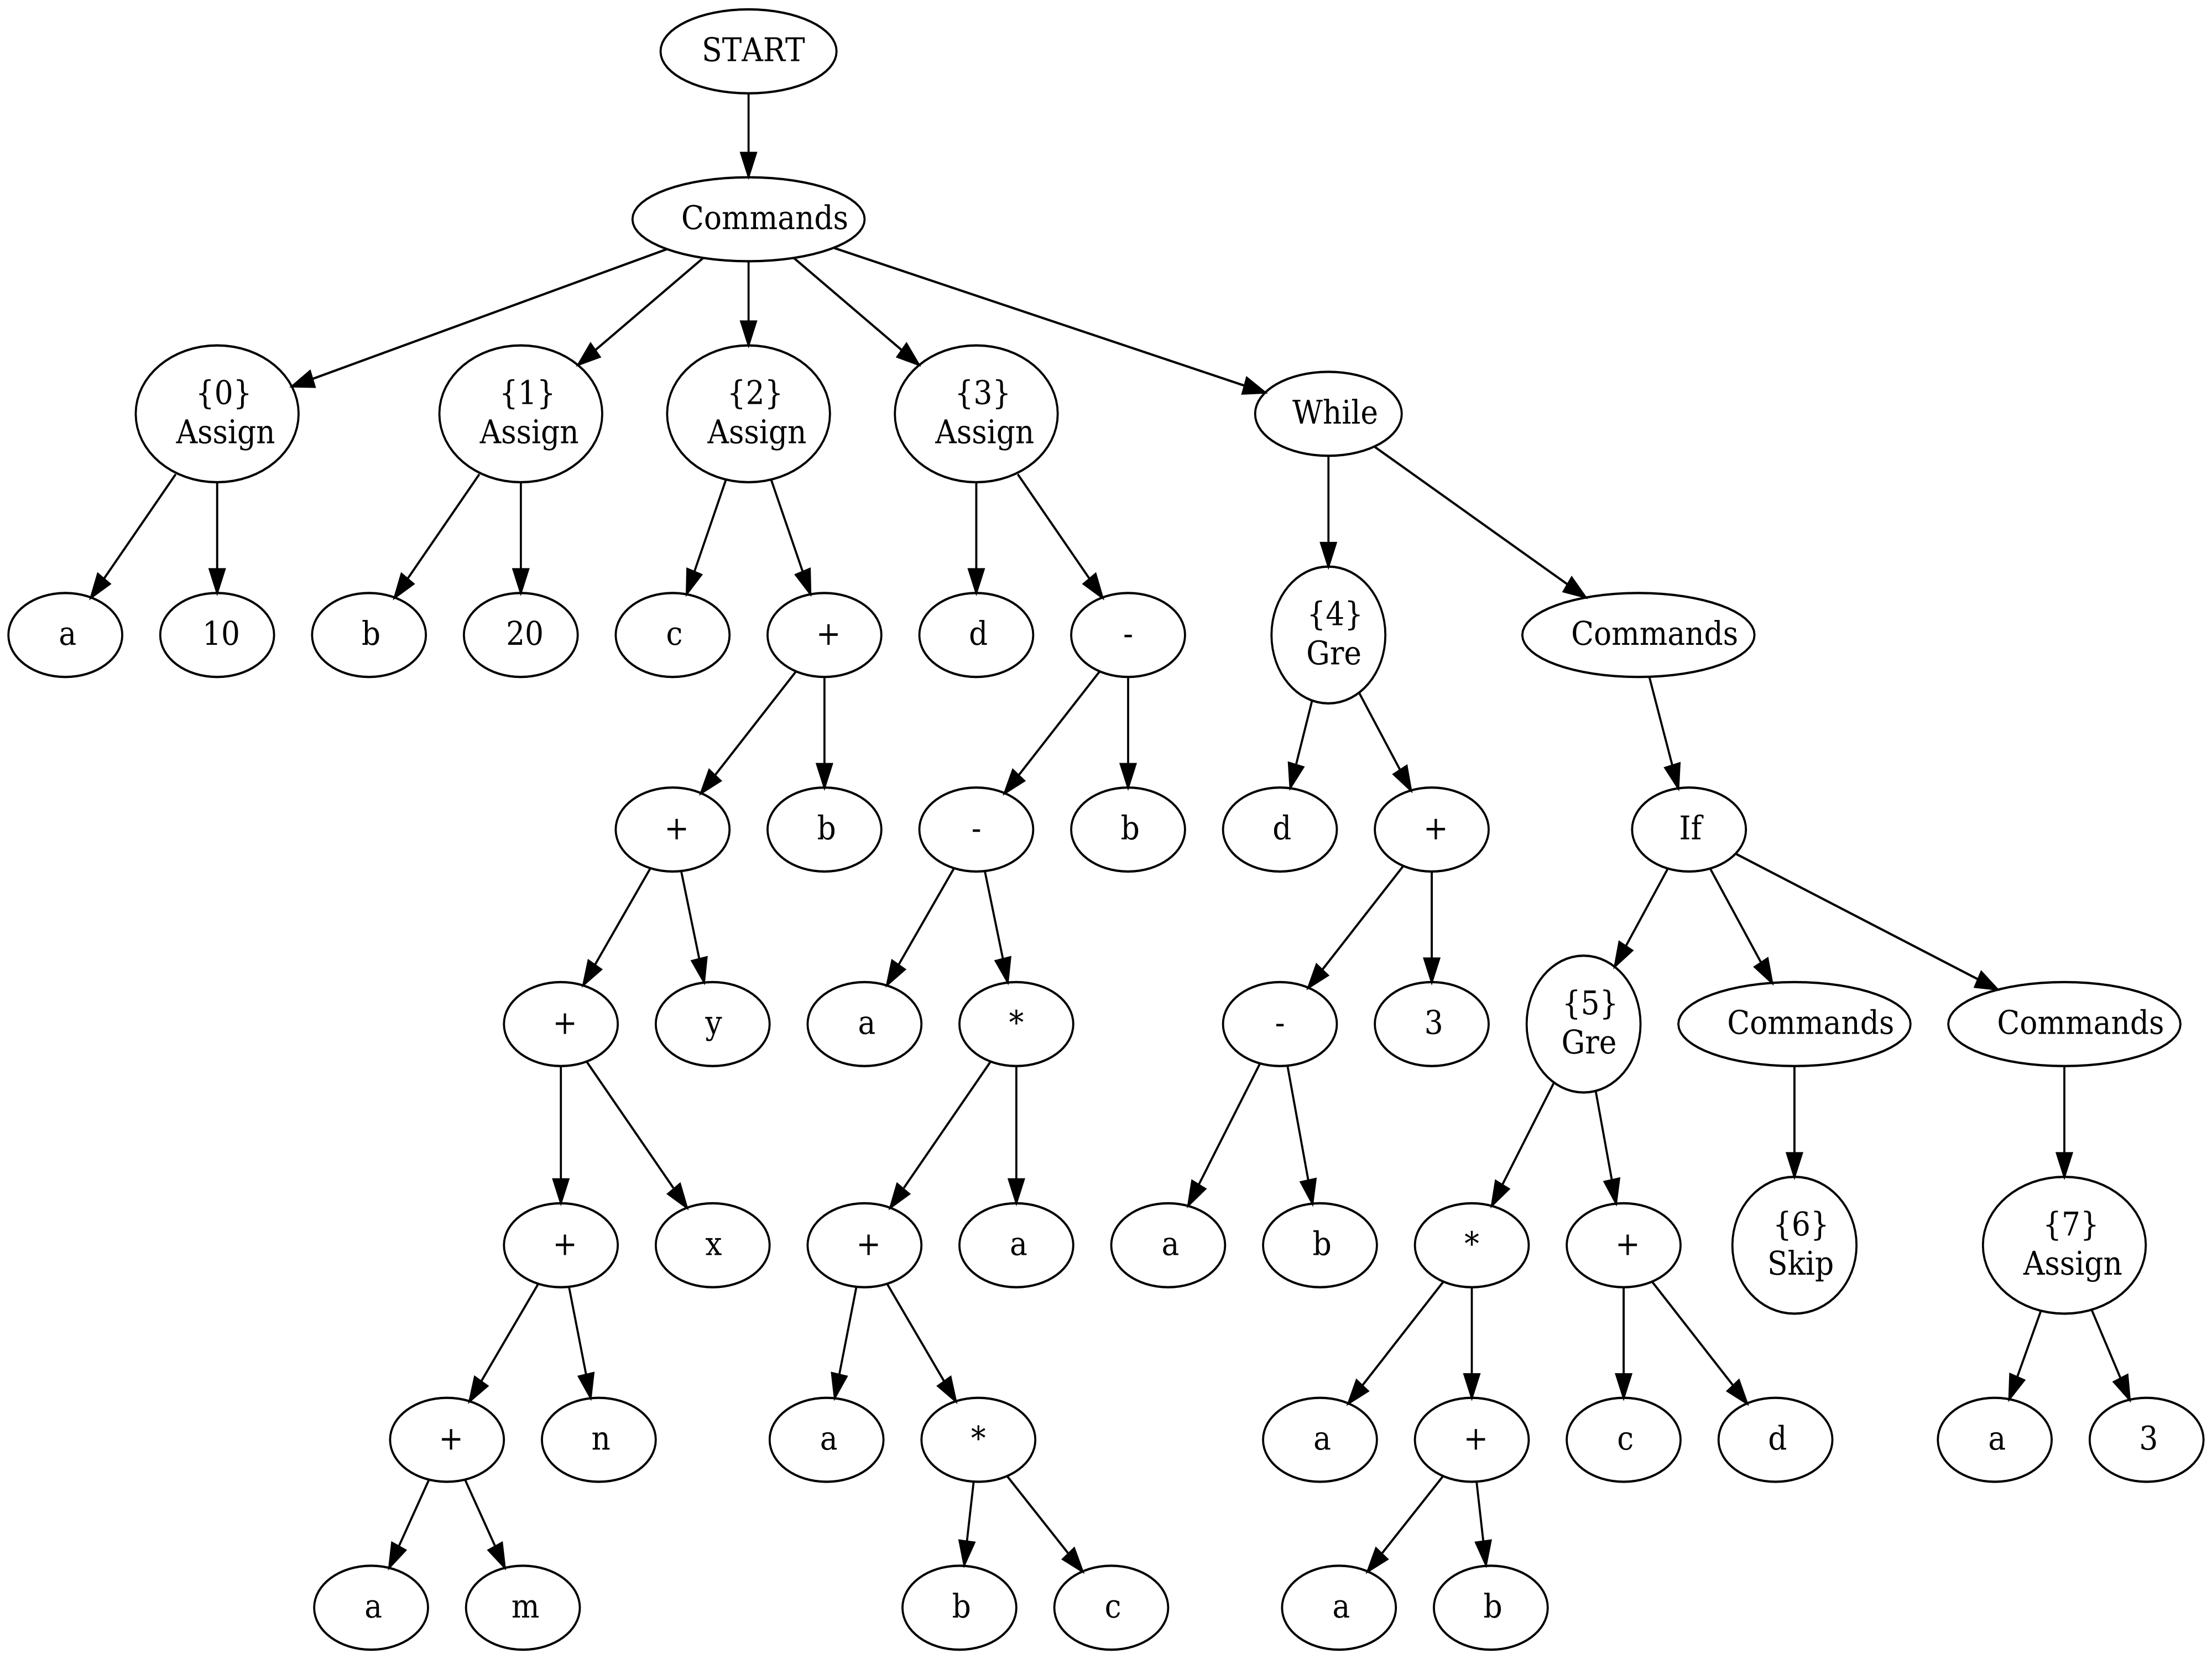 START
Commands
{0}
Assign
{1}
Assign
{2}
Assign
{3}
Assign
While
a
10
b
20
c
+
d
-
{4}
Gre
Commands
+
b
-
b
d
+
If
+
y
a
*
-
3
{5}
Gre
Commands
Commands
+
x
+
a
a
b
*
+
{6}
Skip
{7}
Assign
+
n
a
*
a
+
c
d
a
3
a
m
b
c
a
b